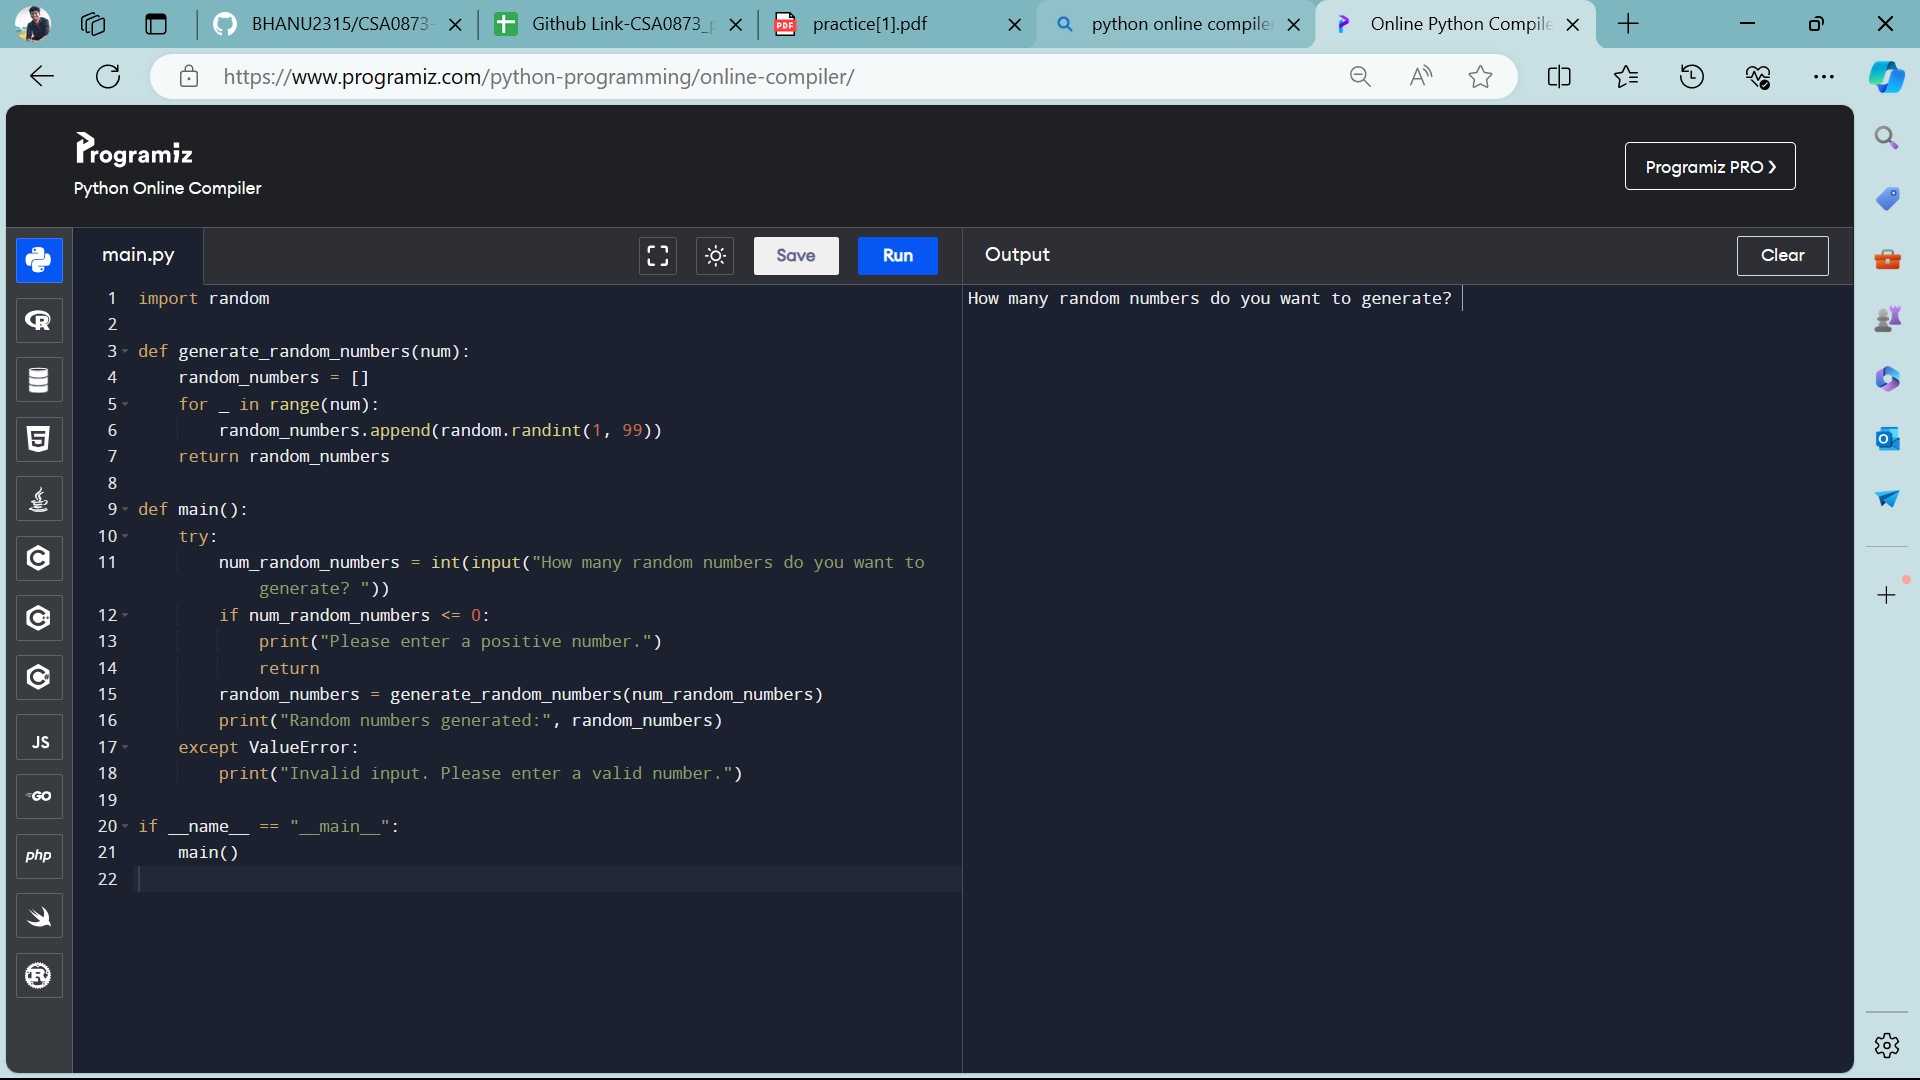 BHANU2315/CSA0873-
Github Link-CSA0873_p
practice[1].pdf
python online compiler
Online Python Compile
https://www.programiz.com/python-programming/online-compiler/
Programiz
Python Online Compiler
Programiz PRO ❯
main.py
Save
Run
Output
Clear
1 import random
2
3 def generate_random_numbers(num):
4     random_numbers = []
5     for _ in range(num):
6         random_numbers.append(random.randint(1, 99))
7     return random_numbers
8
9 def main():
10     try:
11         num_random_numbers = int(input("How many random numbers do you want to
generate? "))
12         if num_random_numbers <= 0:
13             print("Please enter a positive number.")
14             return
15         random_numbers = generate_random_numbers(num_random_numbers)
16         print("Random numbers generated:", random_numbers)
17     except ValueError:
18         print("Invalid input. Please enter a valid number.")
19
20 if __name__ == "__main__":
21     main()
22
How many random numbers do you want to generate?
JS
GO
php